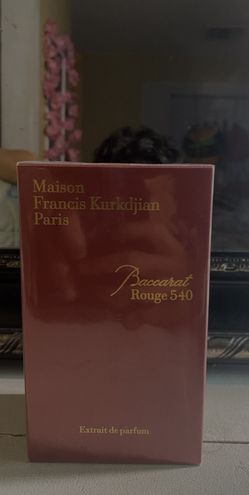 Maison
Francis Kurkdjian
Paris
Baccarat
Rouge 540
Extrait de parfum